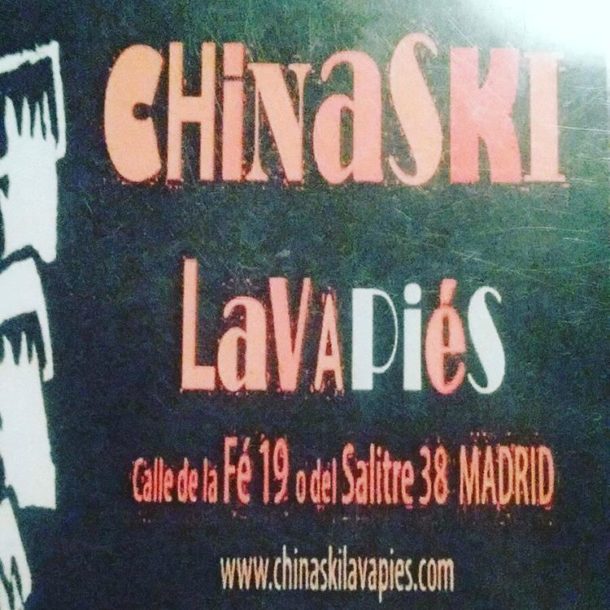 CHiNaSKI
LaVAPiéS
Calle de la Fé 19 o del Salitre 38 MADRID
www.chinaskilavapies.com